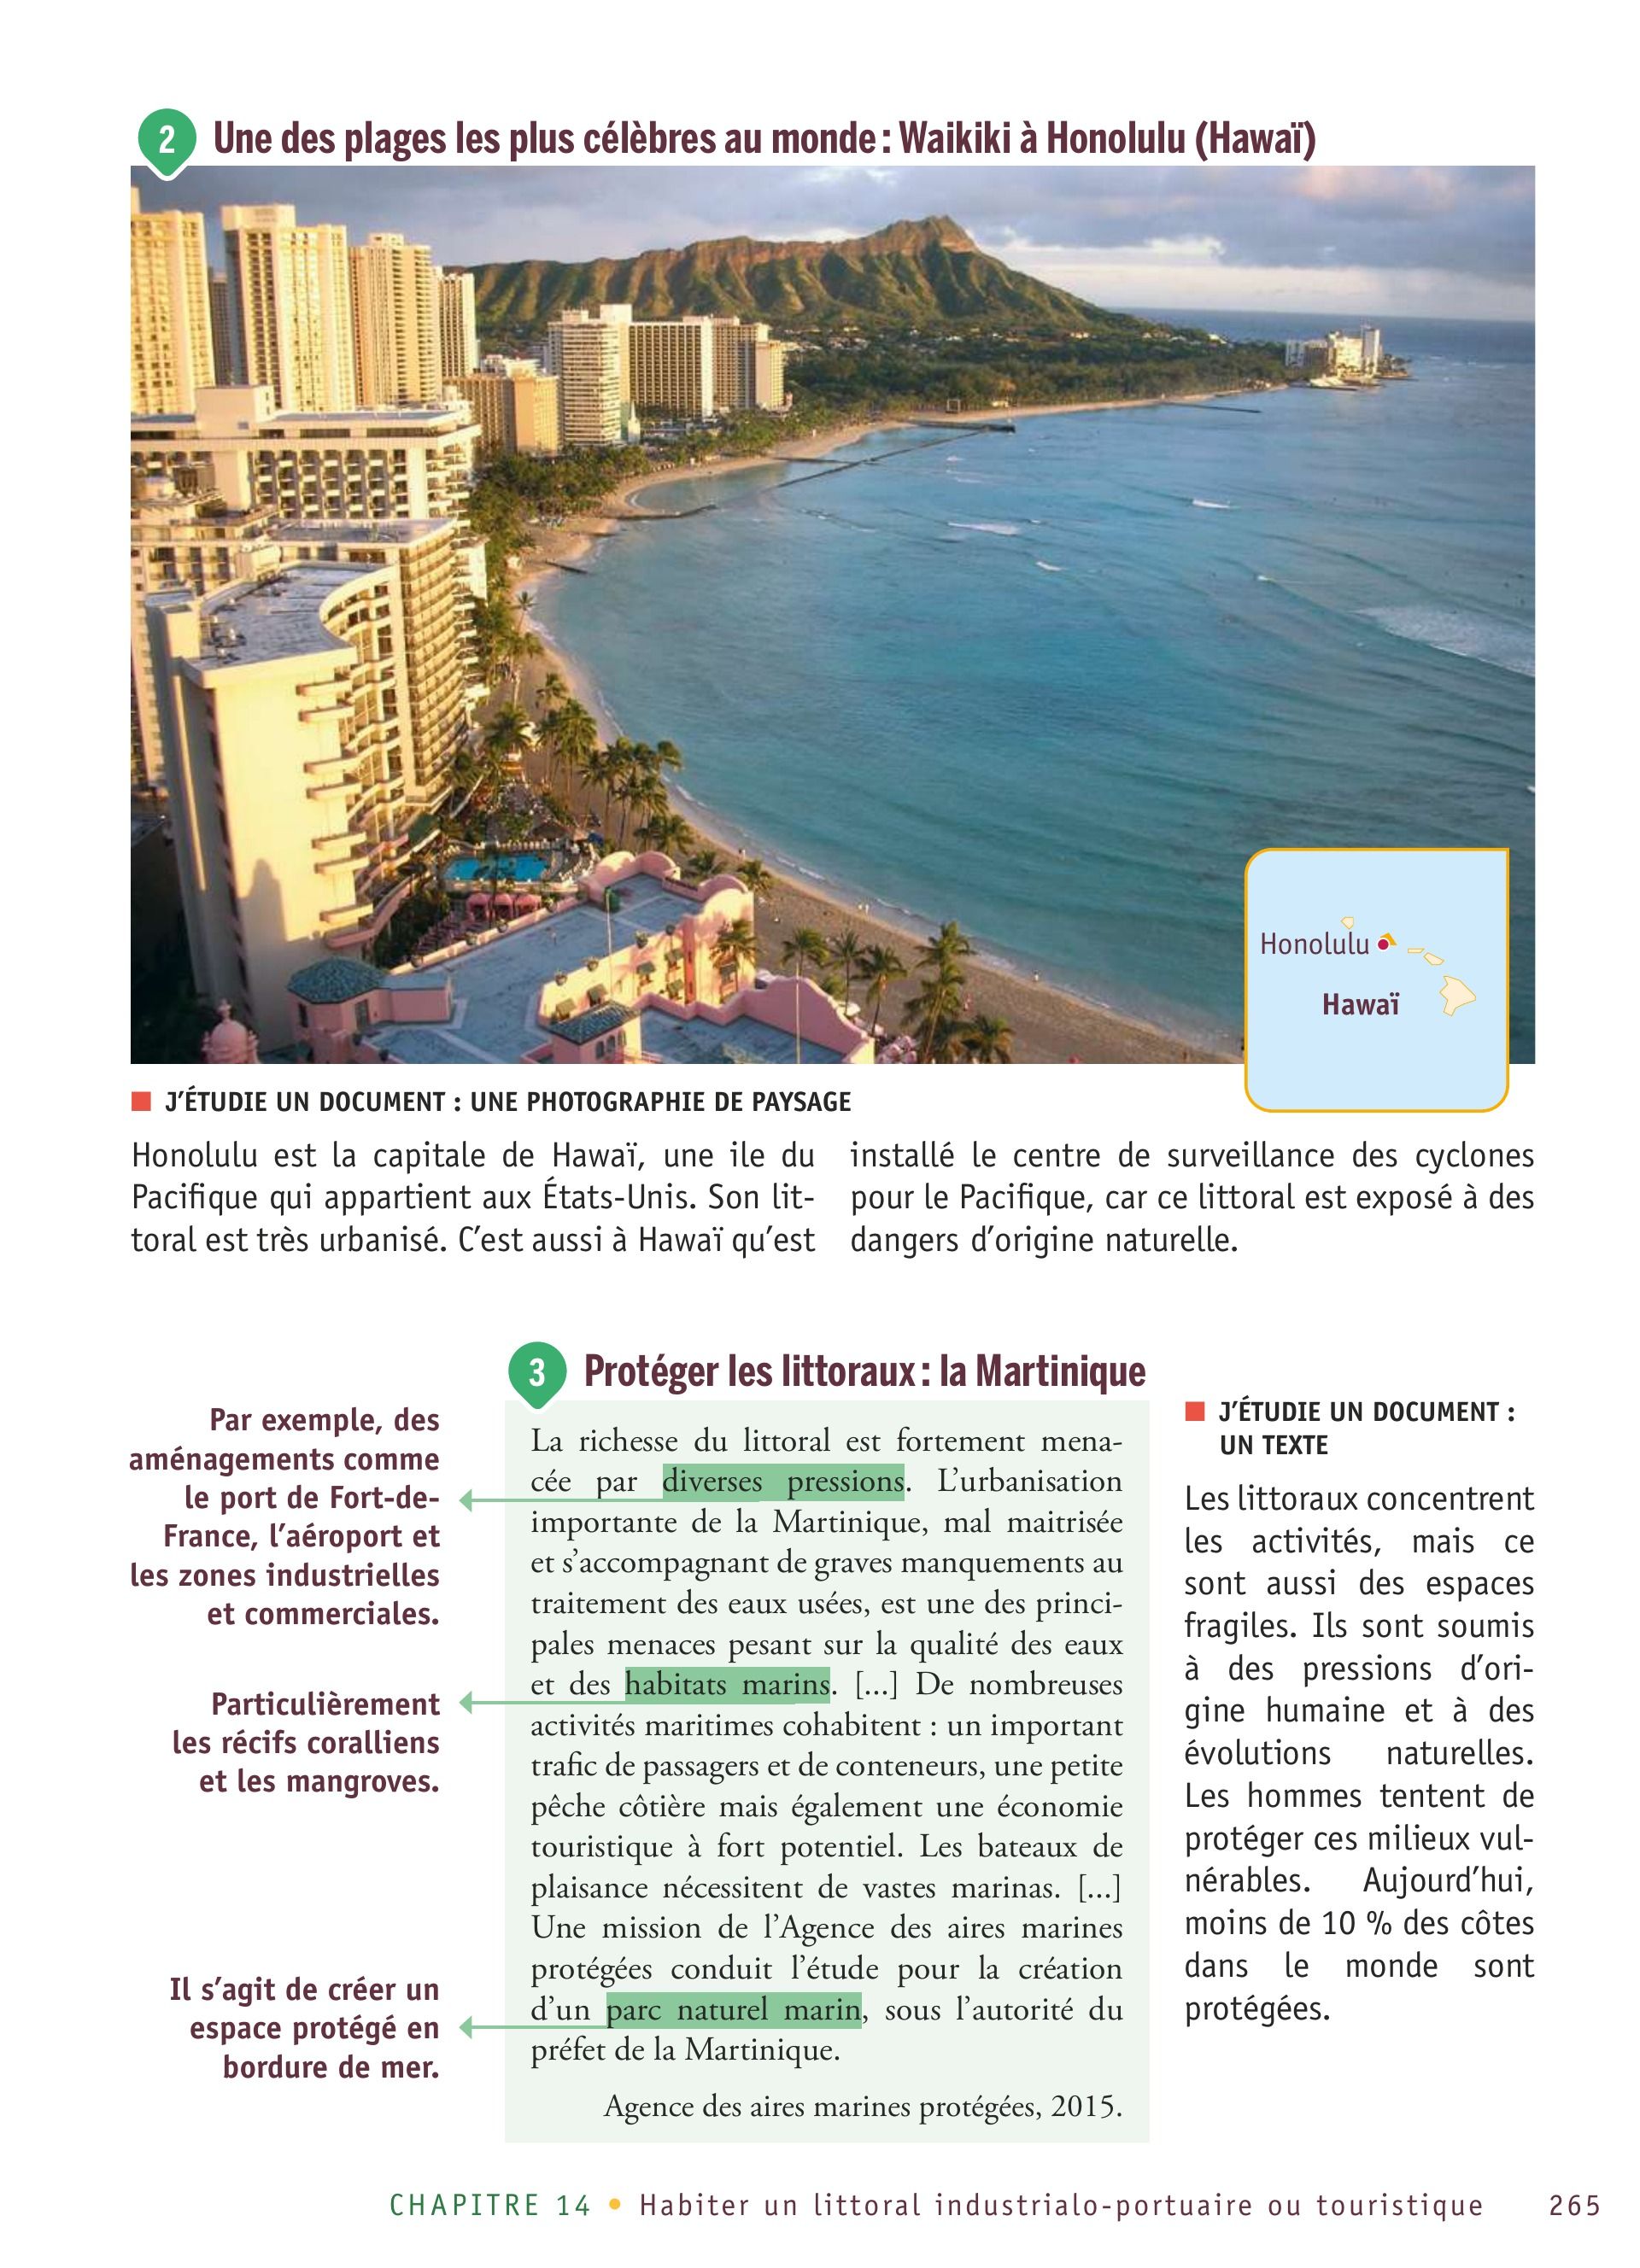 2 Une des plages les plus célèbres au monde : Waikiki à Honolulu (Hawaï)
Honolulu
Hawaï
J'ÉTUDIE UN DOCUMENT : UNE PHOTOGRAPHIE DE PAYSAGE
Honolulu est la capitale de Hawaï, une ile du
Pacifique qui appartient aux États-Unis. Son lit-
toral est très urbanisé. C'est aussi à Hawaï qu'est
installé le centre de surveillance des cyclones
pour le Pacifique, car ce littoral est exposé à des
dangers d'origine naturelle.
3 Protéger les littoraux : la Martinique
Par exemple, des
aménagements comme
le port de Fort-de-
France, l'aéroport et
les zones industrielles
et commerciales.
Particulièrement
les récifs coralliens
et les mangroves.
Il s'agit de créer un
espace protégé en
bordure de mer.
La richesse du littoral est fortement mena-
cée par diverses pressions. L'urbanisation
importante de la Martinique, mal maitrisée
et s'accompagnant de graves manquements au
traitement des eaux usées, est une des princi-
pales menaces pesant sur la qualité des eaux
et des habitats marins. [...] De nombreuses
activités maritimes cohabitent : un important
trafic de passagers et de conteneurs, une petite
pêche côtière mais également une économie
touristique à fort potentiel. Les bateaux de
plaisance nécessitent de vastes marinas. [...]
Une mission de l'Agence des aires marines
protégées conduit l'étude pour la création
d'un parc naturel marin, sous l'autorité du
préfet de la Martinique.
Agence des aires marines protégées, 2015.
J'ÉTUDIE UN DOCUMENT :
UN TEXTE
Les littoraux concentrent
les activités, mais ce
sont aussi des espaces
fragiles. Ils sont soumis
à des pressions d'ori-
gine humaine et à des
évolutions naturelles.
Les hommes tentent de
protéger ces milieux vul-
nérables. Aujourd'hui,
moins de 10 % des côtes
dans le monde sont
protégées.
CHAPITRE 14 • Habiter un littoral industrialo-portuaire ou touristique 265